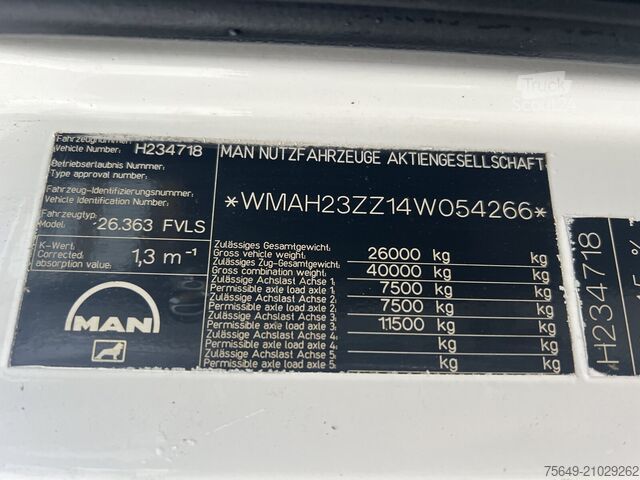 Truck
Scout24
Fahrzeugnummer
Vehicle Number: H234718
Betriebserlaubnis Nummer:
Type approval number:
Fahrzeug-Identifizierungsnummer:
Vehicle Identification Number:
Fahrzeugtyp:
Model: 26.363 FVLS
K-Wert:
Corrected absorption value: 1,3 m⁻¹
MAN
MAN NUTZFAHRZEUGE AKTIENGESELLSCHAFT
*WMAH23ZZ14W054266*
Zulässiges Gesamtgewicht:
Gross vehicle weight: 26000 kg kg
Zulässiges Zug-Gesamtgewicht:
Gross combination weight: 40000 kg kg
Zulässige Achslast Achse 1:
Permissible axle load axle 1: 7500 kg kg
Zulässige Achslast Achse 2:
Permissible axle load axle 2: 7500 kg kg
Zulässige Achslast Achse 3:
Permissible axle load axle 3: 11500 kg kg
Zulässige Achslast Achse 4:
Permissible axle load axle 4: kg kg
Zulässige Achslast Achse 5:
Permissible axle load axle 5: kg kg
H234718
%
75649-21029262